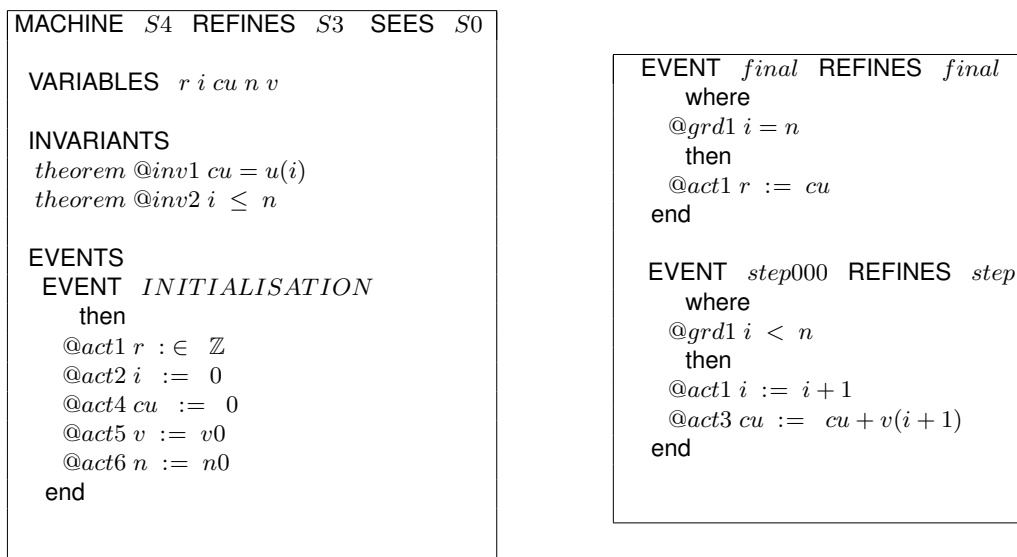 MACHINE S4 REFINES S3 SEES S0
VARIABLES r i cu n v
INVARIANTS
theorem @inv1 cu = u(i)
theorem @inv2 i ≤ n
EVENTS
EVENT INITIALISATION
then
@act1 r :∈ ℤ
@act2 i := 0
@act4 cu := 0
@act5 v := v0
@act6 n := n0
end
EVENT final REFINES final
where
@grd1 i = n
then
@act1 r := cu
end
EVENT step000 REFINES step
where
@grd1 i < n
then
@act1 i := i + 1
@act3 cu := cu + v(i + 1)
end